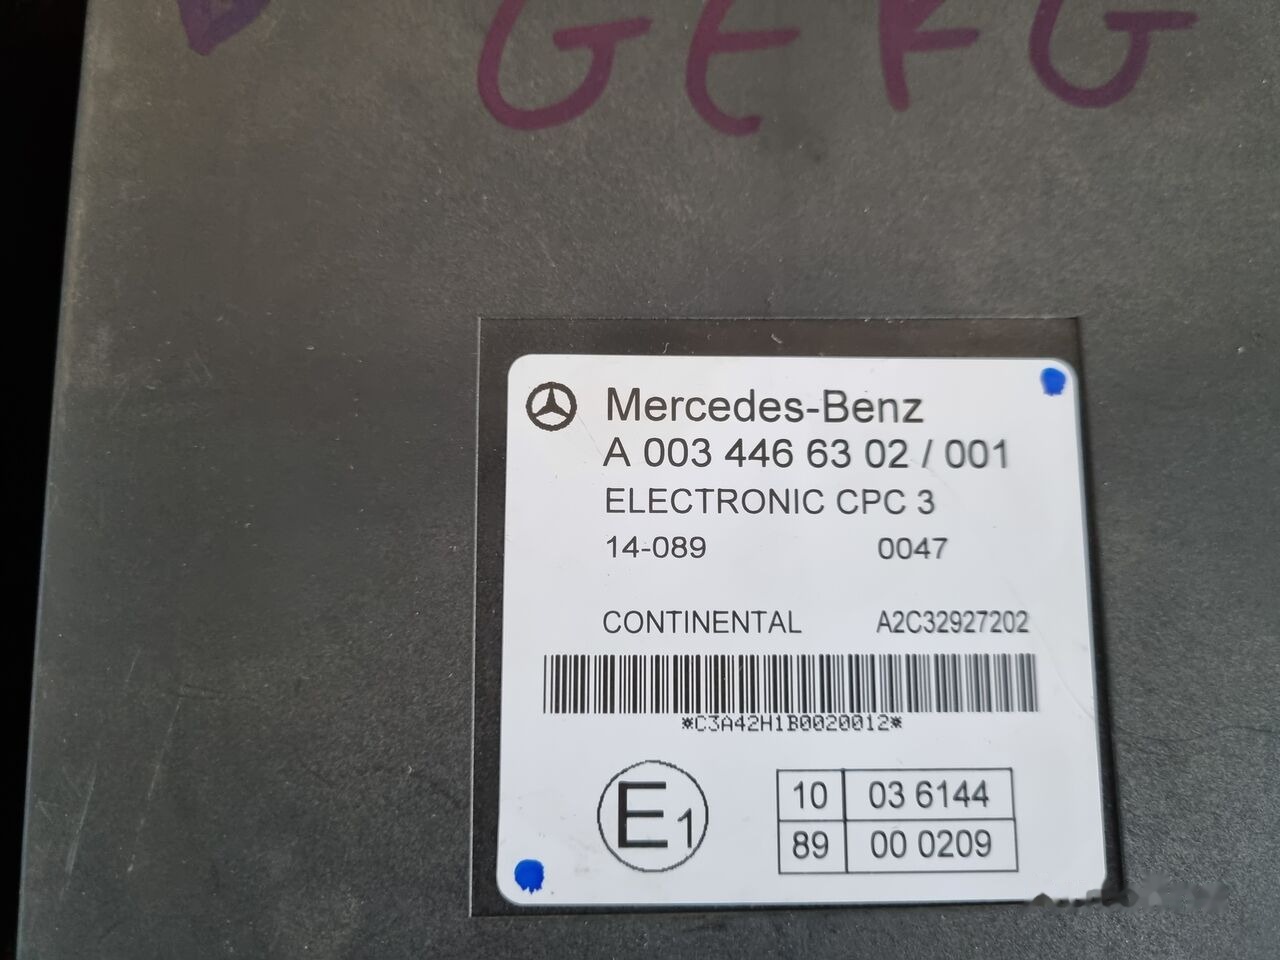 Mercedes-Benz
A 003 446 63 02 / 001
ELECTRONIC CPC 3
14-089 0047
CONTINENTAL A2C32927202
*C3A42H1B0020012*
E1
10 03 6144
89 00 0209